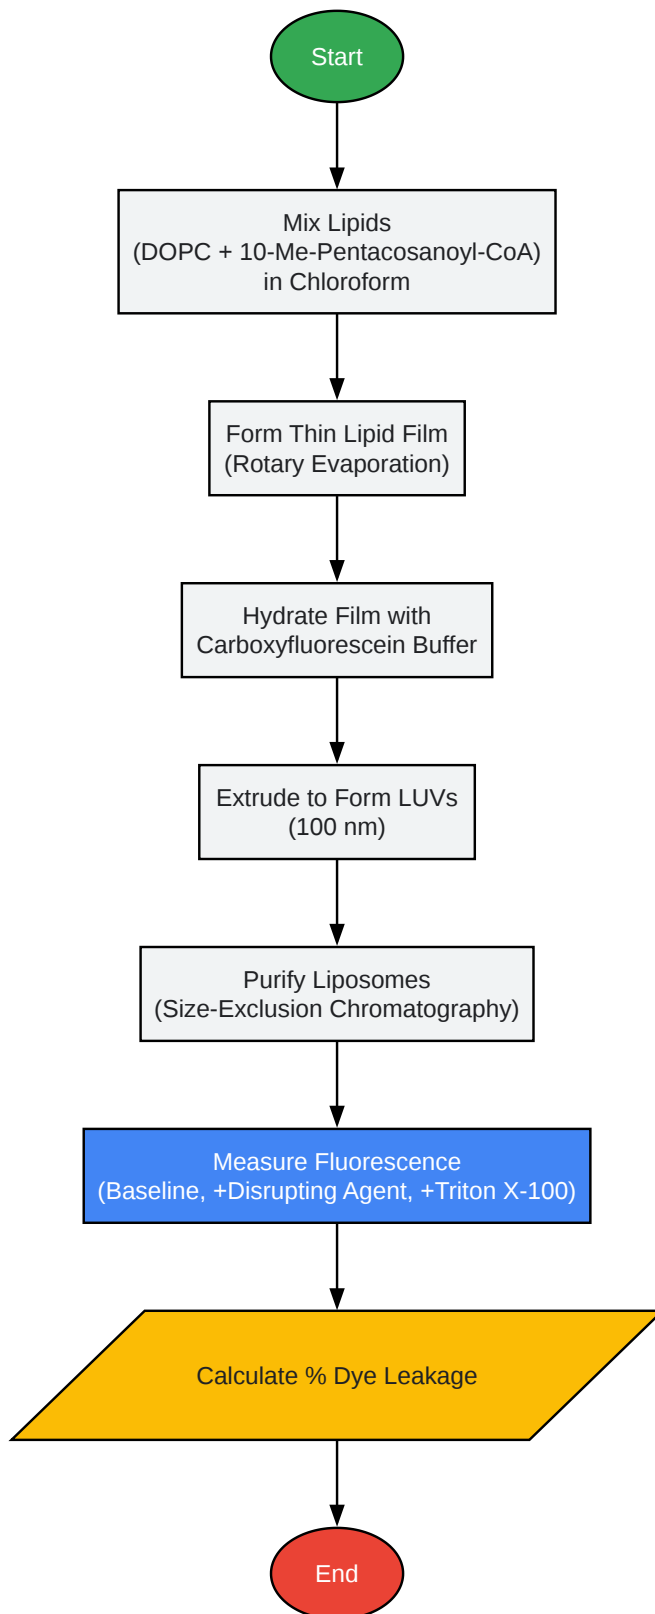 Start
Mix Lipids
(DOPC + 10-Me-Pentacosanoyl-CoA)
in Chloroform
Form Thin Lipid Film
(Rotary Evaporation)
Hydrate Film with
Carboxyfluorescein Buffer
Extrude to Form LUVs
(100 nm)
Purify Liposomes
(Size-Exclusion Chromatography)
Measure Fluorescence
(Baseline, +Disrupting Agent, +Triton X-100)
Calculate % Dye Leakage
End